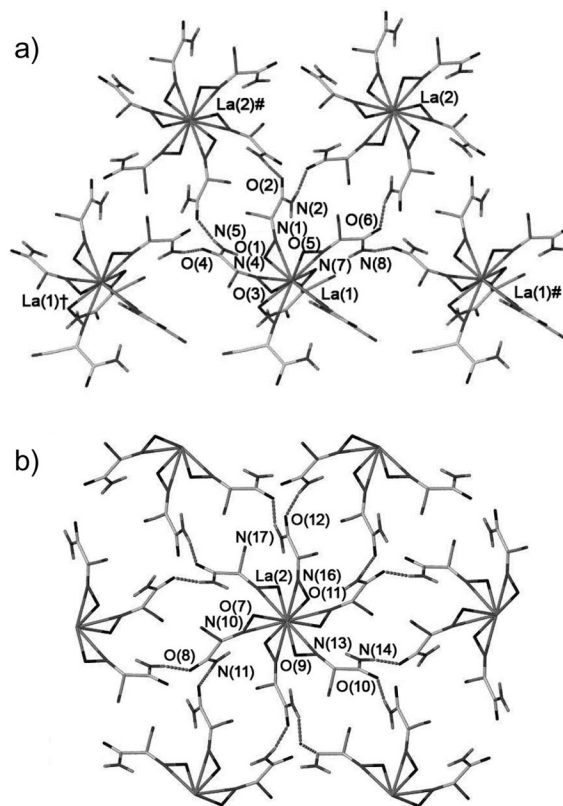 a)
La(2)#
La(2)
O(2)
N(2)
O(6)
N(5)
N(1)
O(1)
O(5)
O(4)
N(4)
N(7)
N(8)
O(3)
La(1)
La(1)†
La(1)#
b)
O(12)
N(17)
La(2)
N(16)
O(11)
O(7)
N(10)
N(13)
N(14)
O(8)
O(9)
N(11)
O(10)